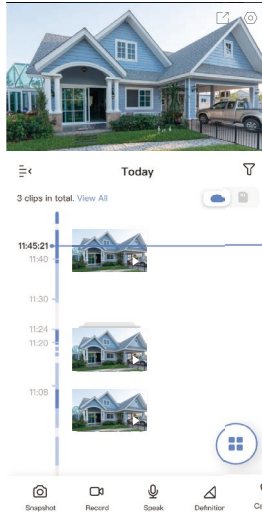 Today
3 clips in total. View All
11:45:21
11:40
11:30
11:24
11:20
11:08
Snapshot Record Speak Definition Ca